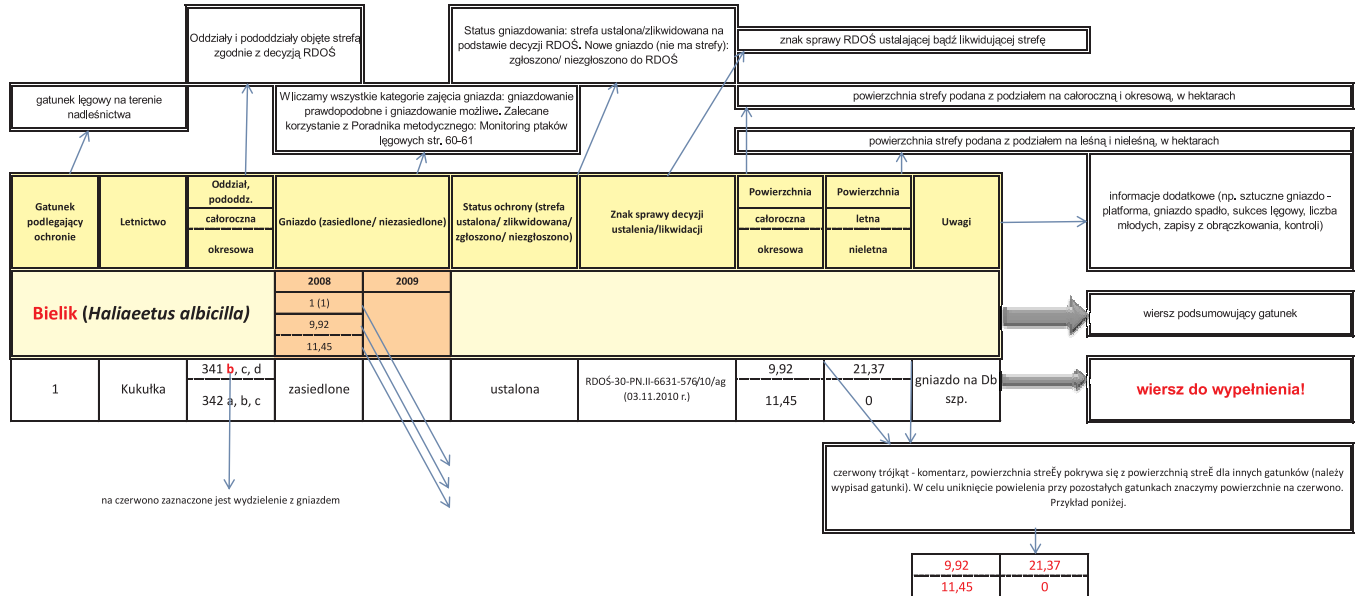 Oddziały i pododdziały objęte strefą
zgodnie z decyzją RDOŚ
Status gniazdowania: strefa ustalona/zlikwidowana na
podstawie decyzji RDOŚ. Nowe gniazdo (nie ma strefy):
zgłoszono/ niezgłoszono do RDOŚ
znak sprawy RDOŚ ustalającej bądź likwidującej strefę
gatunek lęgowy na terenie
nadleśnictwa
Wliczamy wszystkie kategorie zajęcia gniazda: gniazdowanie
prawdopodobne i gniazdowanie możliwe. Zalecane
korzystanie z Poradnika metodycznego: Monitoring ptaków
lęgowych str. 60-61
powierzchnia strefy podana z podziałem na całoroczną i okresową, w hektarach
powierzchnia strefy podana z podziałem na leśną i nieleśną, w hektarach
Gatunek
podlegający
ochronie
Letnictwo
Oddział,
pododdz.
całoroczna
okresowa
Gniazdo (zasiedlone/ niezasiedlone)
Status ochrony (strefa
ustalona/ zlikwidowana/
zgłoszono/ niezgłoszono)
Znak sprawy decyzji
ustalenia/likwidacji
Powierzchnia
całoroczna
okresowa
Powierzchnia
letna
nieletna
Uwagi
informacje dodatkowe (np. sztuczne gniazdo -
platforma, gniazdo spadło, sukces lęgowy, liczba
młodych, zapisy z obrączkowania, kontroli)
Bielik (Haliaeetus albicilla)
2008
2009
1 (1)
9,92
11,45
wiersz podsumowujący gatunek
1
Kukułka
341 b, c, d
342 a, b, c
zasiedlone
ustalona
RDOŚ-30-PN.II-6631-576/10/ag
(03.11.2010 r.)
9,92
11,45
21,37
0
gniazdo na Db
szp.
wiersz do wypełnienia!
na czerwono zaznaczone jest wydzielenie z gniazdem
czerwony trójkąt - komentarz, powierzchnia streĔy pokrywa się z powierzchnią streĔ dla innych gatunków (należy
wypisad gatunki). W celu uniknięcie powielenia przy pozostałych gatunkach znaczymy powierzchnie na czerwono.
Przykład poniżej.
9,92
21,37
11,45
0